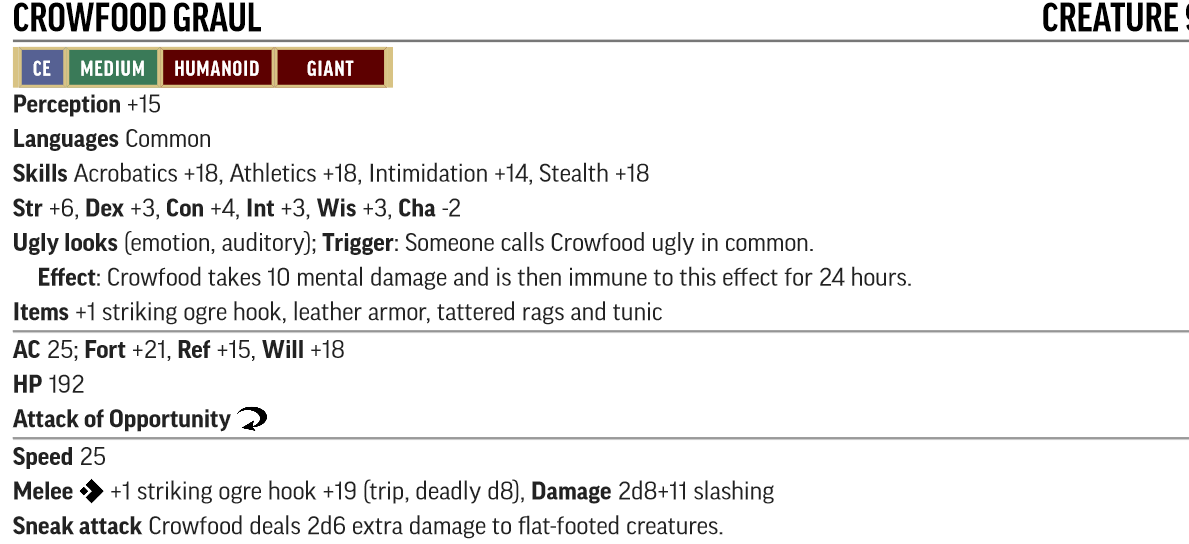 CROWFOOD GRAUL CREATURE 9
CE MEDIUM HUMANOID GIANT
Perception +15
Languages Common
Skills Acrobatics +18, Athletics +18, Intimidation +14, Stealth +18
Str +6, Dex +3, Con +4, Int +3, Wis +3, Cha -2
Ugly looks (emotion, auditory); Trigger: Someone calls Crowfood ugly in common.
Effect: Crowfood takes 10 mental damage and is then immune to this effect for 24 hours.
Items +1 striking ogre hook, leather armor, tattered rags and tunic
AC 25; Fort +21, Ref +15, Will +18
HP 192
Attack of Opportunity
Speed 25
Melee +1 striking ogre hook +19 (trip, deadly d8), Damage 2d8+11 slashing
Sneak attack Crowfood deals 2d6 extra damage to flat-footed creatures.